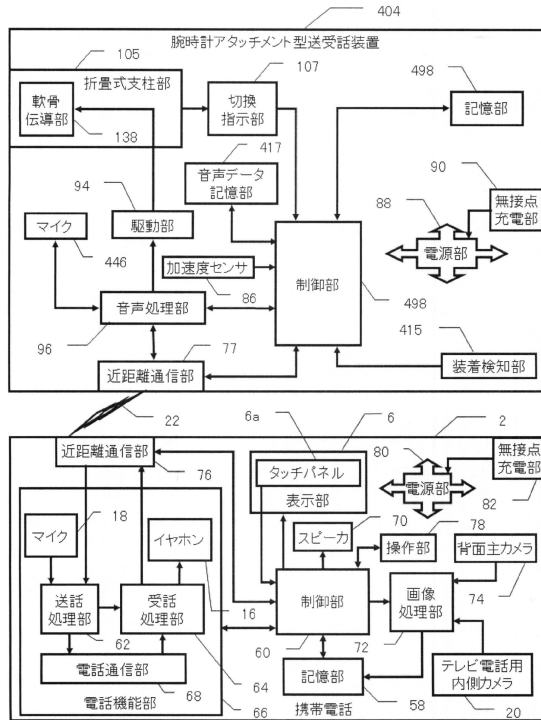 404
腕時計アタッチメント型送受話装置
105
折畳式支柱部
107
498
軟骨
伝導部
切換
指示部
記憶部
138
417
90
94
音声データ
記憶部
88
無接点
充電部
マイク
駆動部
電源部
446
加速度センサ
制御部
86
498
音声処理部
415
96
77
装着検知部
近距離通信部
22
6a
6
2
近距離通信部
タッチパネル
80
無接点
充電部
76
表示部
電源部
82
マイク
18
イヤホン
70
78
スピーカ
操作部
背面主カメラ
送話
処理部
受話
処理部
16
制御部
画像
処理部
74
62
60
72
電話通信部
記憶部
テレビ電話用
内側カメラ
68
64
58
電話機能部
66
携帯電話
20